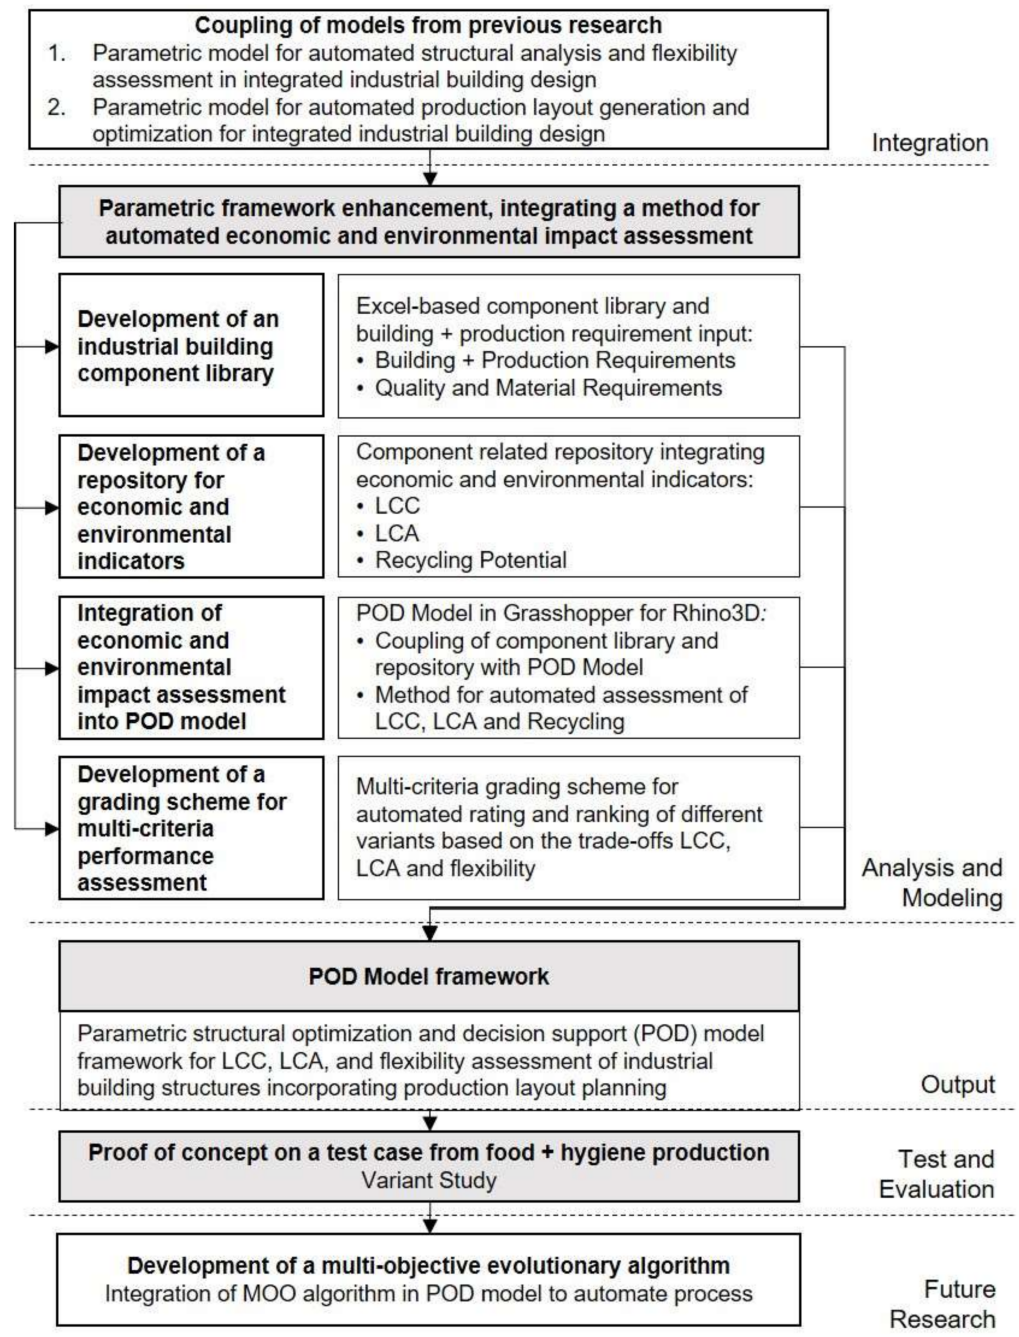 Coupling of models from previous research
1. Parametric model for automated structural analysis and flexibility
assessment in integrated industrial building design
2. Parametric model for automated production layout generation and
optimization for integrated industrial building design
Integration
Parametric framework enhancement, integrating a method for
automated economic and environmental impact assessment
Development of an
industrial building
component library
Excel-based component library and
building + production requirement input:
• Building + Production Requirements
• Quality and Material Requirements
Development of a
repository for
economic and
environmental
indicators
Component related repository integrating
economic and environmental indicators:
• LCC
• LCA
• Recycling Potential
Integration of
economic and
environmental
impact assessment
into POD model
POD Model in Grasshopper for Rhino3D:
• Coupling of component library and
repository with POD Model
• Method for automated assessment of
LCC, LCA and Recycling
Development of a
grading scheme for
multi-criteria
performance
assessment
Multi-criteria grading scheme for
automated rating and ranking of different
variants based on the trade-offs LCC,
LCA and flexibility
Analysis and
Modeling
POD Model framework
Parametric structural optimization and decision support (POD) model
framework for LCC, LCA, and flexibility assessment of industrial
building structures incorporating production layout planning
Output
Proof of concept on a test case from food + hygiene production
Variant Study
Test and
Evaluation
Development of a multi-objective evolutionary algorithm
Integration of MOO algorithm in POD model to automate process
Future
Research